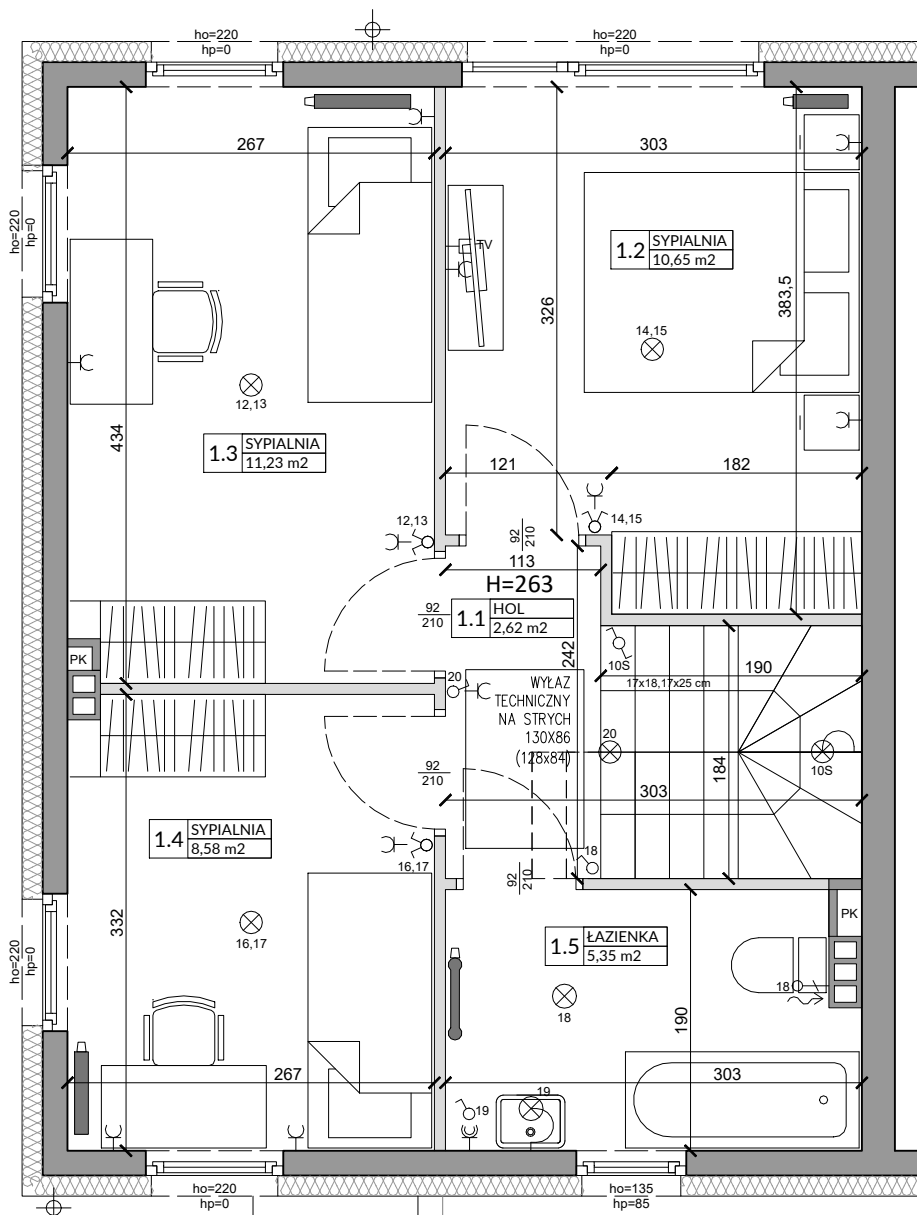 ho=220
hp=0
ho=220
hp=0
267
303
ho=220
hp=0
TV
1.2 SYPIALNIA
10,65 m2
326
383,5
14,15
12,13
434
1.3 SYPIALNIA
11,23 m2
121
182
12,13
14,15
92
210
113
H=263
92
210
1.1 HOL
2,62 m2
242
10S
PK
20
190
17x18,17x25 cm
WYŁAZ
TECHNICZNY
NA STRYCH
130X86
(128x84)
20
184
10S
92
210
303
1.4 SYPIALNIA
8,58 m2
16,17
18
92
210
332
16,17
PK
1.5 ŁAZIENKA
5,35 m2
ho=220
hp=0
18
18
190
267
303
19
19
ho=220
hp=0
ho=135
hp=85